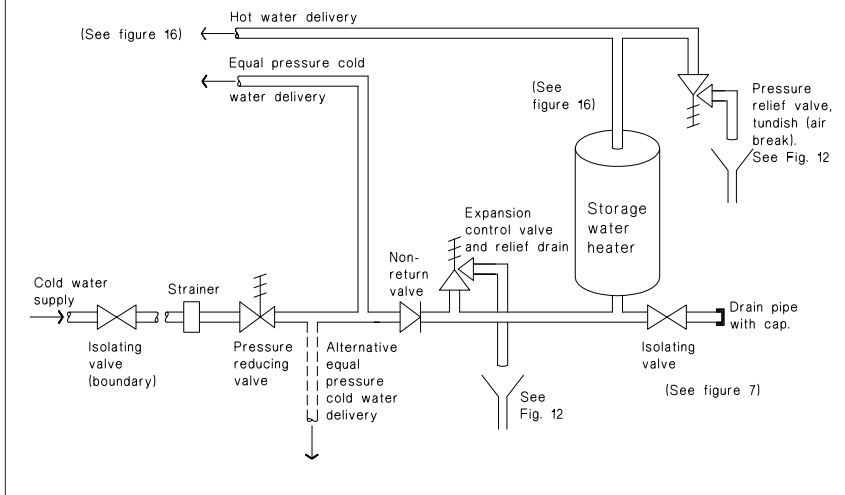 Hot water delivery
(See figure 16)
Equal pressure cold
water delivery
(See
figure 16)
Pressure
relief valve,
tundish (air
break).
See Fig. 12
Storage
water
heater
Expansion
control valve
and relief drain
Non-
return
valve
Cold water
supply
Strainer
Drain pipe
with cap.
Isolating
valve
(boundary)
Pressure
reducing
valve
Alternative
equal
pressure
cold water
delivery
Isolating
valve
(See figure 7)
See
Fig. 12